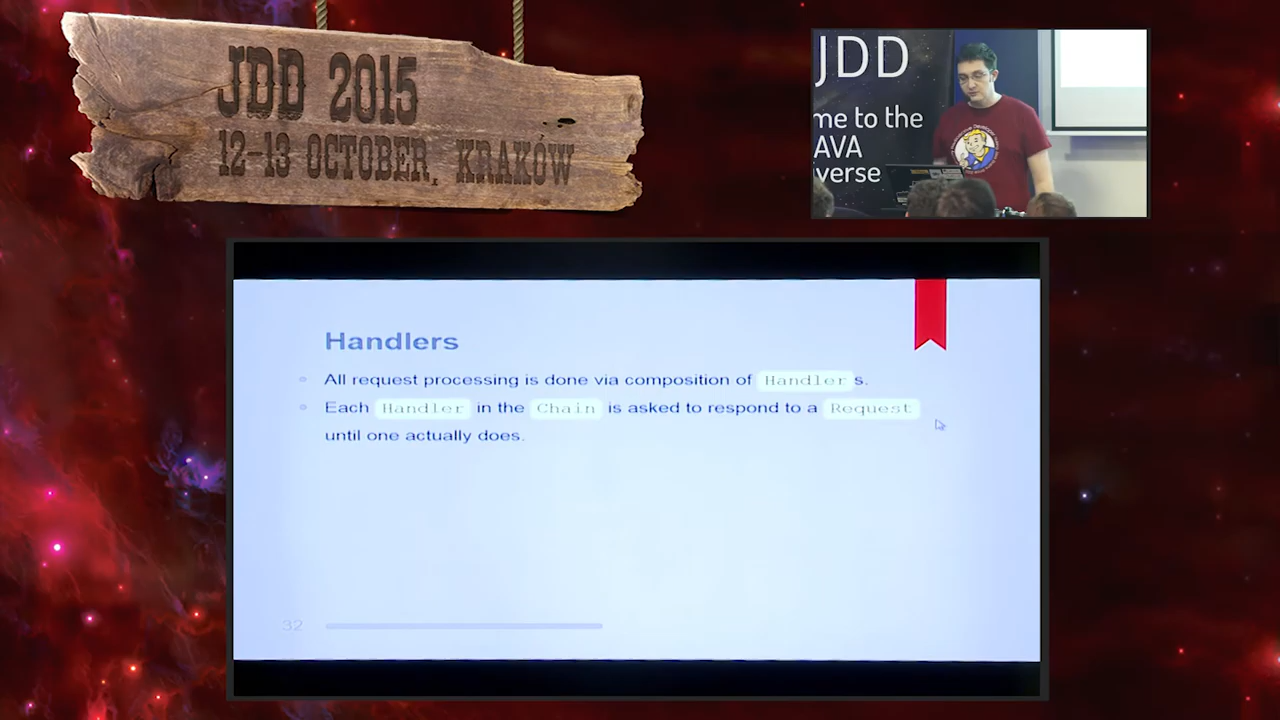 JDD 2015
12-13 OCTOBER, KRAKÓW
JDD
me to the
AVA
verse
Handlers
All request processing is done via composition of Handlers.
Each Handler in the Chain is asked to respond to a Request
until one actually does.
32